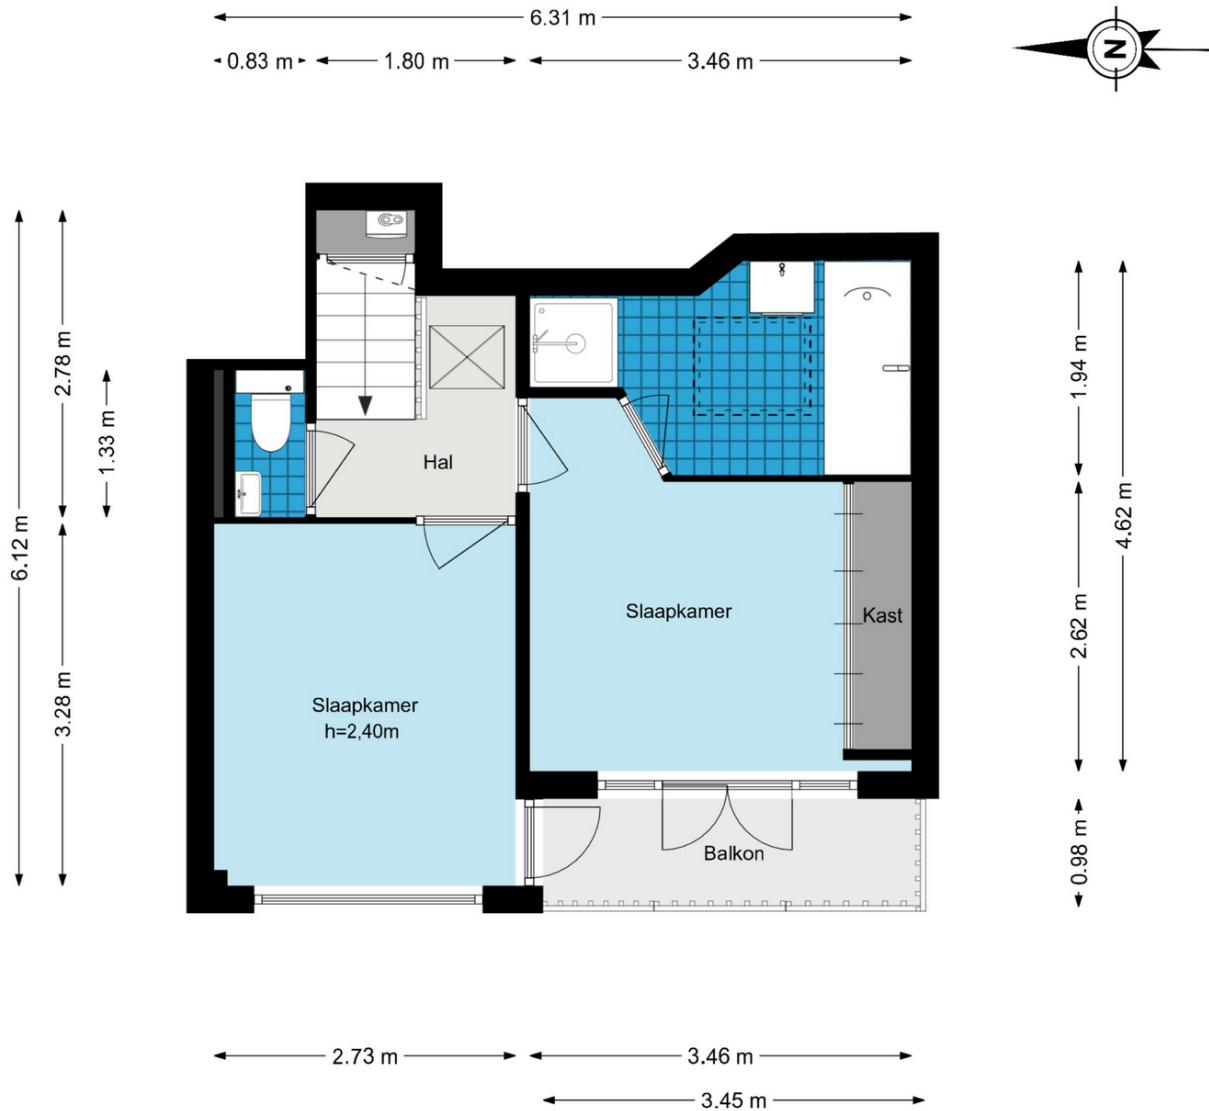 6.31 m
0.83 m
1.80 m
3.46 m
N
6.12 m
2.78 m
1.33 m
3.28 m
Hal
Slaapkamer
Kast
Slaapkamer
h=2,40m
Balkon
1.94 m
4.62 m
2.62 m
0.98 m
2.73 m
3.46 m
3.45 m